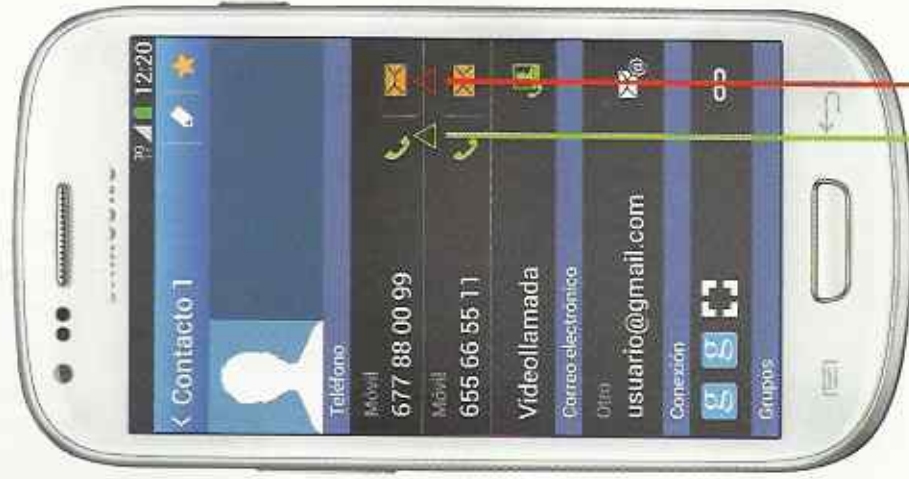 12:20
< Contacto 1
Teléfono
Móvil
677 88 00 99
Móvil
655 66 55 11
Videollamada
Correo electrónico
Otro
usuario@gmail.com
Conexión
g g
Grupos